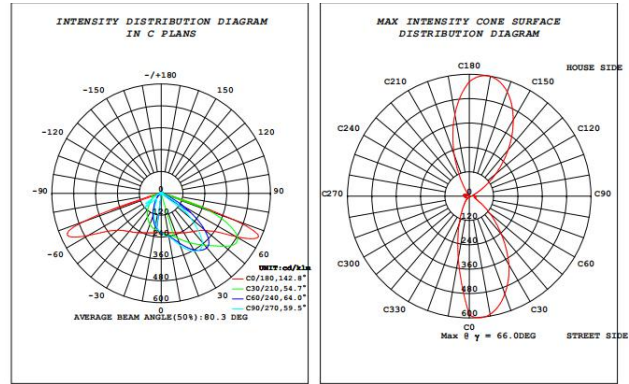 INTENSITY DISTRIBUTION DIAGRAM
IN C PLANS
-/+180
-150
150
-120
120
-90
90
0
120
240
360
480
600
-60
60
-30
30
0
UNIT:cd/klm
C0/180,142.8°
C30/210,54.7°
C60/240,64.0°
C90/270,59.5°
AVERAGE BEAM ANGLE(50%):80.3 DEG
MAX INTENSITY CONE SURFACE
DISTRIBUTION DIAGRAM
C180
HOUSE SIDE
C210
C150
C240
C120
C270
C90
0
120
240
360
480
600
C300
C60
C330
C30
C0
Max @ γ = 66.0DEG
STREET SIDE